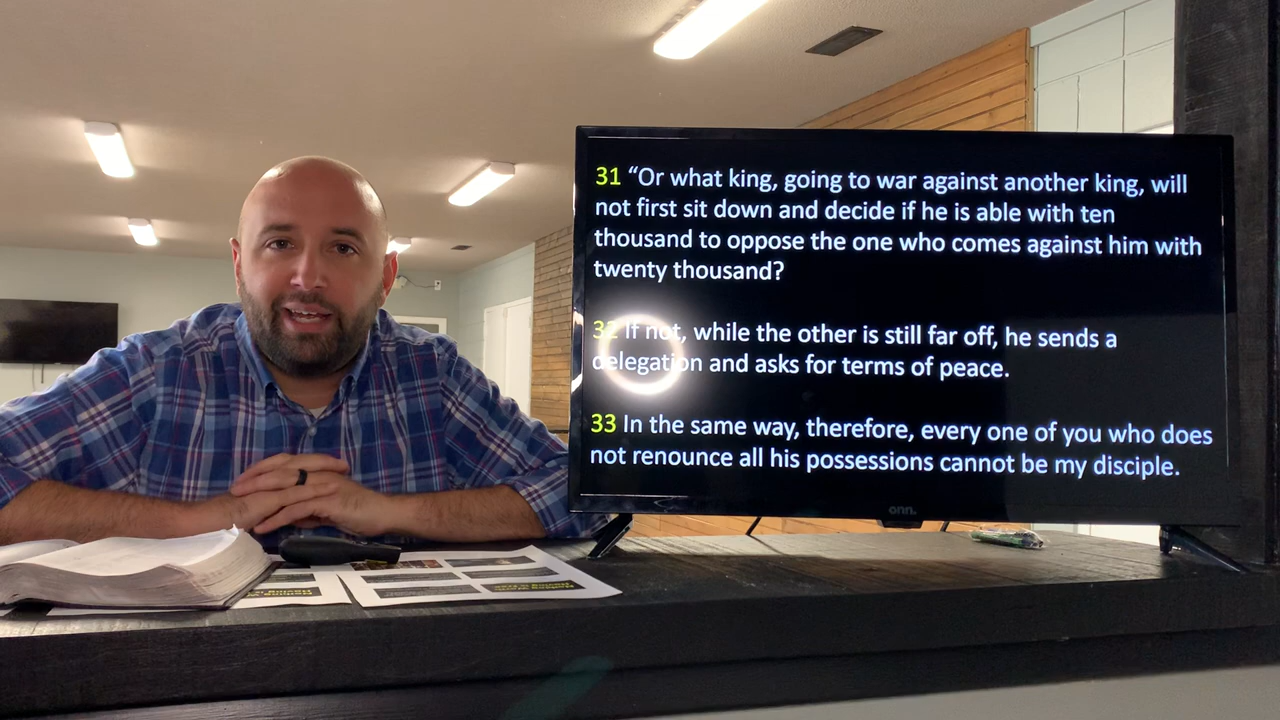 31 “Or what king, going to war against another king, will
not first sit down and decide if he is able with ten
thousand to oppose the one who comes against him with
twenty thousand?
32 If not, while the other is still far off, he sends a
delegation and asks for terms of peace.
33 In the same way, therefore, every one of you who does
not renounce all his possessions cannot be my disciple.
onn.